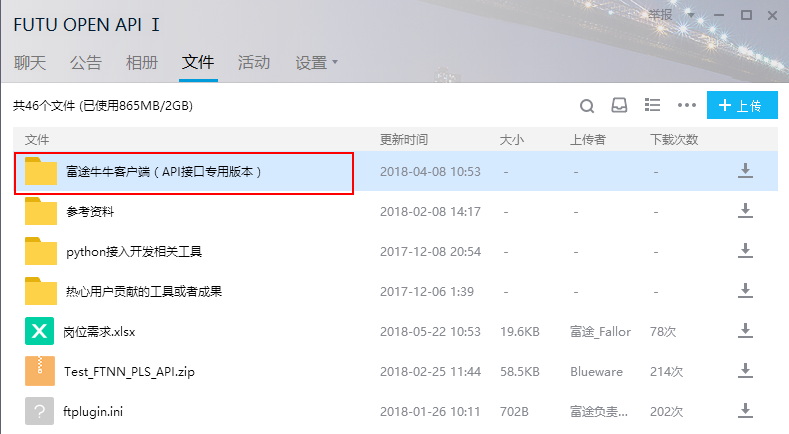 举报
FUTU OPEN API Ⅰ
聊天 公告 相册 文件 活动 设置
共46个文件 (已使用865MB/2GB) 上传
文件 更新时间 大小 上传者 下载次数
富途牛牛客户端（API接口专用版本） 2018-04-08 10:53 - - -
参考资料 2018-02-08 14:17 - - -
python接入开发相关工具 2017-12-08 20:54 - - -
热心用户贡献的工具或者成果 2017-12-06 1:39 - - -
岗位需求.xlsx 2018-05-22 10:53 19.6KB 富途_Fallor 78次
Test_FTNN_PLS_API.zip 2018-02-25 11:44 58.5KB Blueware 214次
ftplugin.ini 2018-01-26 10:11 702B 富途负责... 202次